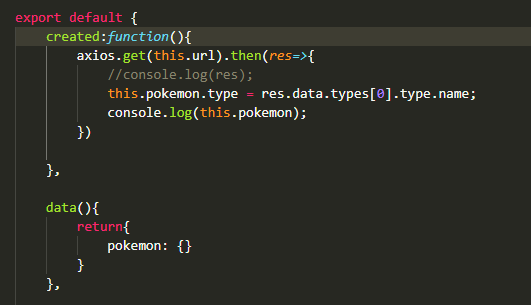 export default {
    created:function(){
        axios.get(this.url).then(res=>{
            //console.log(res);
            this.pokemon.type = res.data.types[0].type.name;
            console.log(this.pokemon);
        })

    },

    data(){
        return{
            pokemon: {}
        }
    },